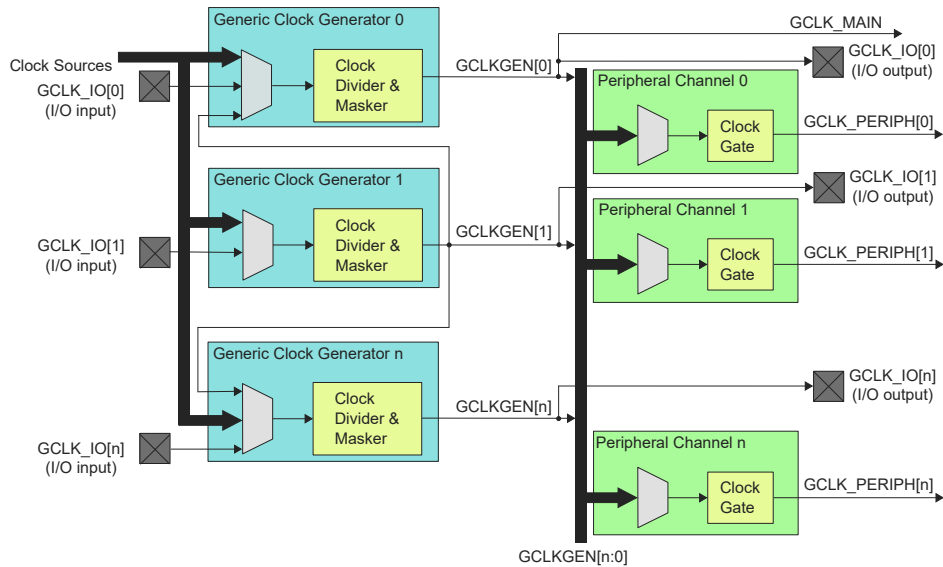 Generic Clock Generator 0
GCLK_MAIN
Clock Sources
GCLK_IO[0]
(I/O input)
Clock
Divider &
Masker
GCLKGEN[0]
GCLK_IO[0]
(I/O output)
Peripheral Channel 0
Clock
Gate
GCLK_PERIPH[0]
Generic Clock Generator 1
GCLK_IO[1]
(I/O input)
Clock
Divider &
Masker
GCLKGEN[1]
GCLK_IO[1]
(I/O output)
Peripheral Channel 1
Clock
Gate
GCLK_PERIPH[1]
Generic Clock Generator n
GCLK_IO[n]
(I/O input)
Clock
Divider &
Masker
GCLKGEN[n]
GCLK_IO[n]
(I/O output)
Peripheral Channel n
Clock
Gate
GCLK_PERIPH[n]
GCLKGEN[n:0]